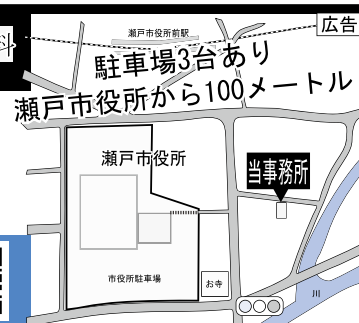 広告
料
瀬戸市役所前駅
駐車場3台あり
瀬戸市役所から100メートル
瀬戸市役所
当事務所
市役所駐車場
お寺
川